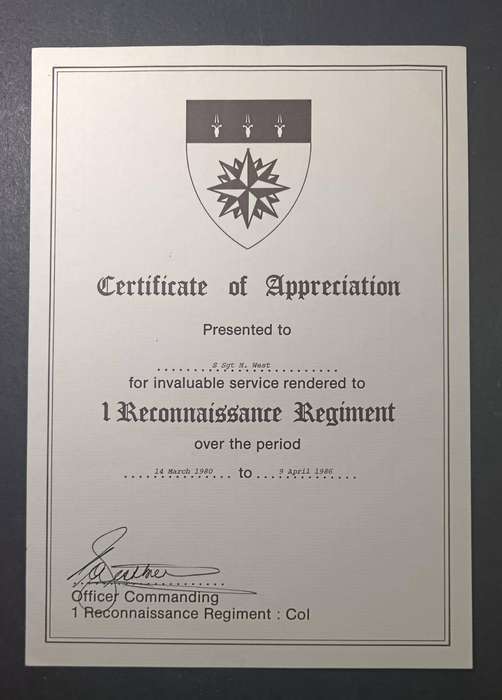 Certificate of Appreciation
Presented to
S Sgt M. West
for invaluable service rendered to
1 Reconnaissance Regiment
over the period
14 March 1980 to 9 April 1986
Officer Commanding
1 Reconnaissance Regiment : Col